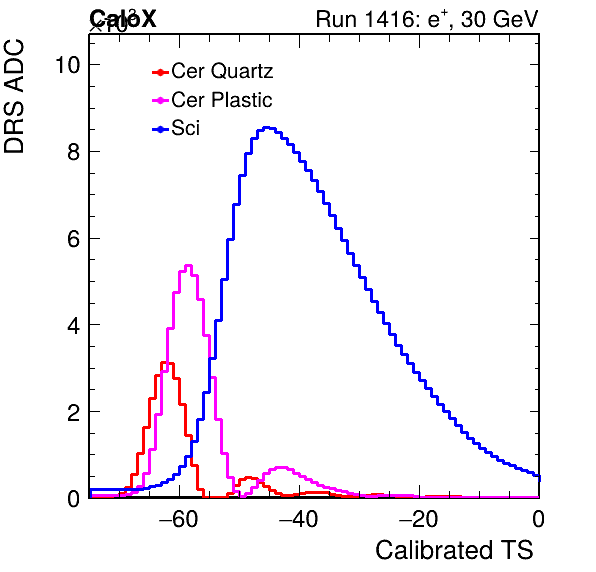 CaloX
×10³
Run 1416: e⁺, 30 GeV
DRS ADC
10
8
6
4
2
0
Cer Quartz
Cer Plastic
Sci
−60
−40
−20
0
Calibrated TS